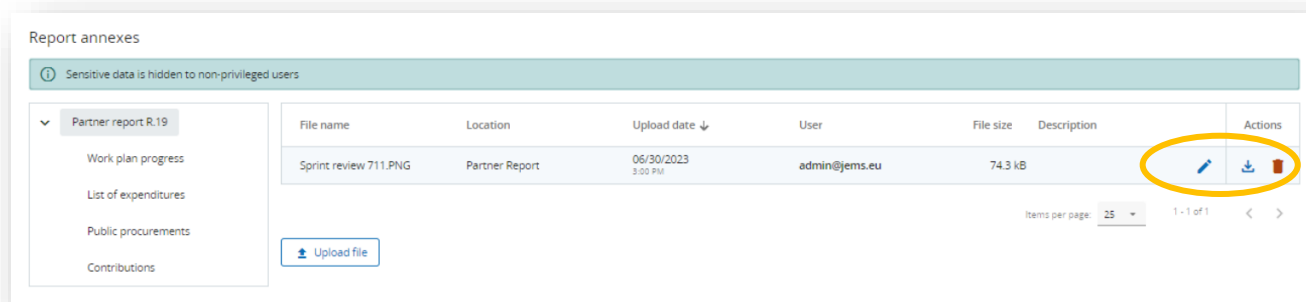 Report annexes
Sensitive data is hidden to non-privileged users
Partner report R.19
Work plan progress
List of expenditures
Public procurements
Contributions
File name Location Upload date User File size Description Actions
Sprint review 711.PNG Partner Report 06/30/2023 admin@jems.eu 74.3 kB
3:00 PM
Items per page: 25 1 - 1 of 1
Upload file